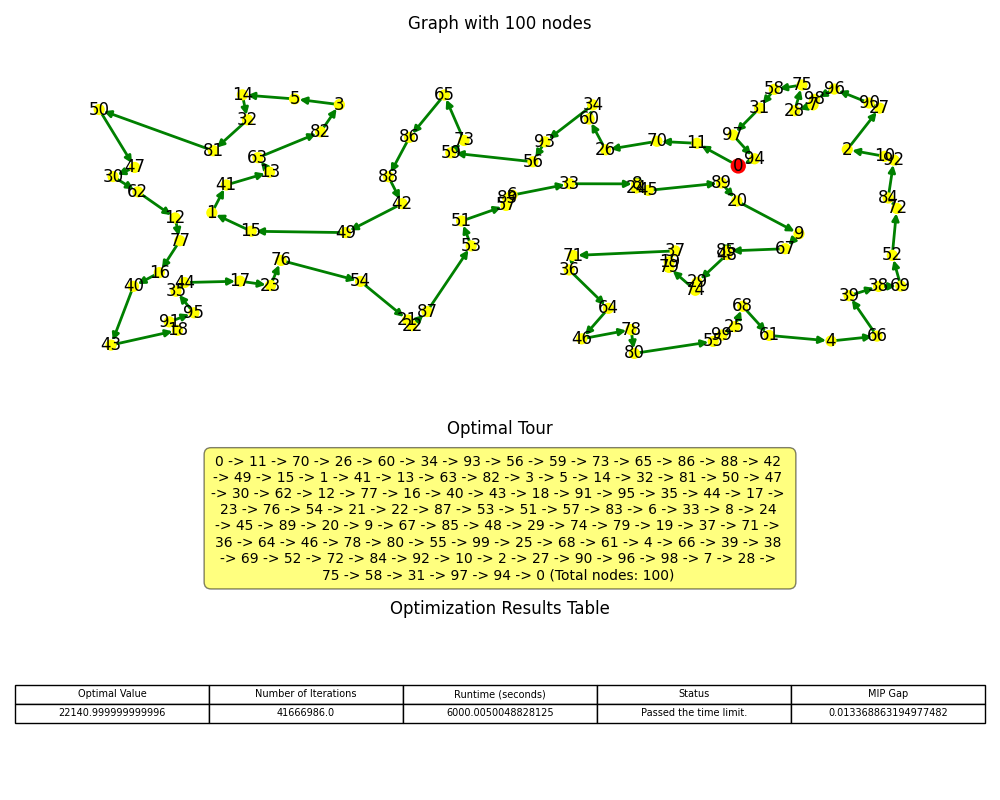 Graph with 100 nodes
14 5 3 50 32 82 81 63 13 47 30 62 41 1 12 15 77 49
65 86 73 59 88 42 93 34 60 26 56 70 11 0 94 97 31 58 75 96 98 7 28 90 27 2 10 92
16 40 44 35 17 23 76 54 95 91 18 43 21 22 87 51 53 57 83 6 33 8 24 45 89 20 9 67 85 48 84 72
71 36 37 19 79 29 74 64 46 78 80 55 99 25 68 61 4 66 39 38 69 52
Optimal Tour
0 -> 11 -> 70 -> 26 -> 60 -> 34 -> 93 -> 56 -> 59 -> 73 -> 65 -> 86 -> 88 -> 42
-> 49 -> 15 -> 1 -> 41 -> 13 -> 63 -> 82 -> 3 -> 5 -> 14 -> 32 -> 81 -> 50 -> 47
-> 30 -> 62 -> 12 -> 77 -> 16 -> 40 -> 43 -> 18 -> 91 -> 95 -> 35 -> 44 -> 17 ->
23 -> 76 -> 54 -> 21 -> 22 -> 87 -> 53 -> 51 -> 57 -> 83 -> 6 -> 33 -> 8 -> 24
-> 45 -> 89 -> 20 -> 9 -> 67 -> 85 -> 48 -> 29 -> 74 -> 79 -> 19 -> 37 -> 71 ->
36 -> 64 -> 46 -> 78 -> 80 -> 55 -> 99 -> 25 -> 68 -> 61 -> 4 -> 66 -> 39 -> 38
-> 69 -> 52 -> 72 -> 84 -> 92 -> 10 -> 2 -> 27 -> 90 -> 96 -> 98 -> 7 -> 28 ->
75 -> 58 -> 31 -> 97 -> 94 -> 0 (Total nodes: 100)
Optimization Results Table
Optimal Value Number of Iterations Runtime (seconds) Status MIP Gap
22140.999999999996 41666986.0 6000.0050048828125 Passed the time limit. 0.013368863194977482